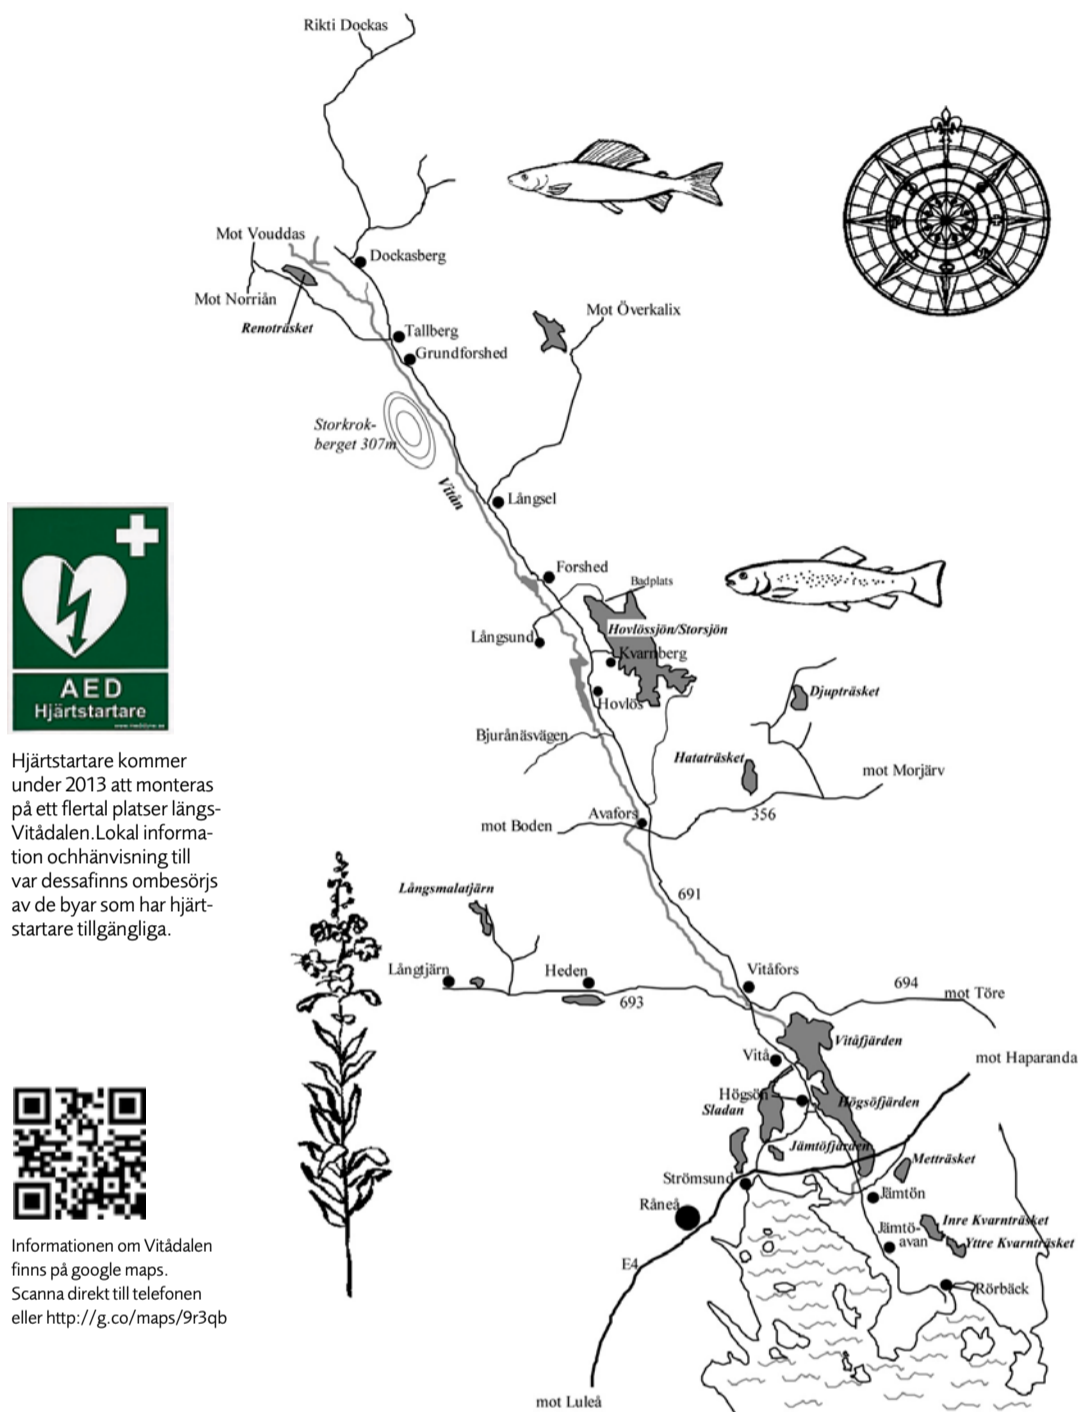 Rikti Dockas
Mot Vouddas
Dockasberg
Mot Norriån
Renoträsket
Mot Överkalix
Tallberg
Grundforshed
Storkrok-
berget 307m
Vitån
Långsel
Forshed
Badplats
Långsund
Hovlössjön/Storsjön
Kvarnberg
Hovlös
Djupträsket
Bjurånäsvägen
Hataträsket
mot Morjärv
356
Avafors
mot Boden
AED
Hjärtstartare
Hjärtstartare kommer
under 2013 att monteras
på ett flertal platser längs-
Vitådalen.Lokal informa-
tion ochhänvisning till
var dessafinns ombesörjs
av de byar som har hjärt-
startare tillgängliga.
691
Långsmalatjärn
Långtjärn
Heden
693
Vitåfors
694
mot Töre
Vitåfjärden
Vitå
mot Haparanda
Högsön
Sladan
Högsöfjärden
Jämtöfjärden
Metträsket
Strömsund
Jämtön
Råneå
Inre Kvarnträsket
Jämtö-
avan
Yttre Kvarnträsket
E4
Rörbäck
mot Luleå
Informationen om Vitådalen
finns på google maps.
Scanna direkt till telefonen
eller http://g.co/maps/9r3qb